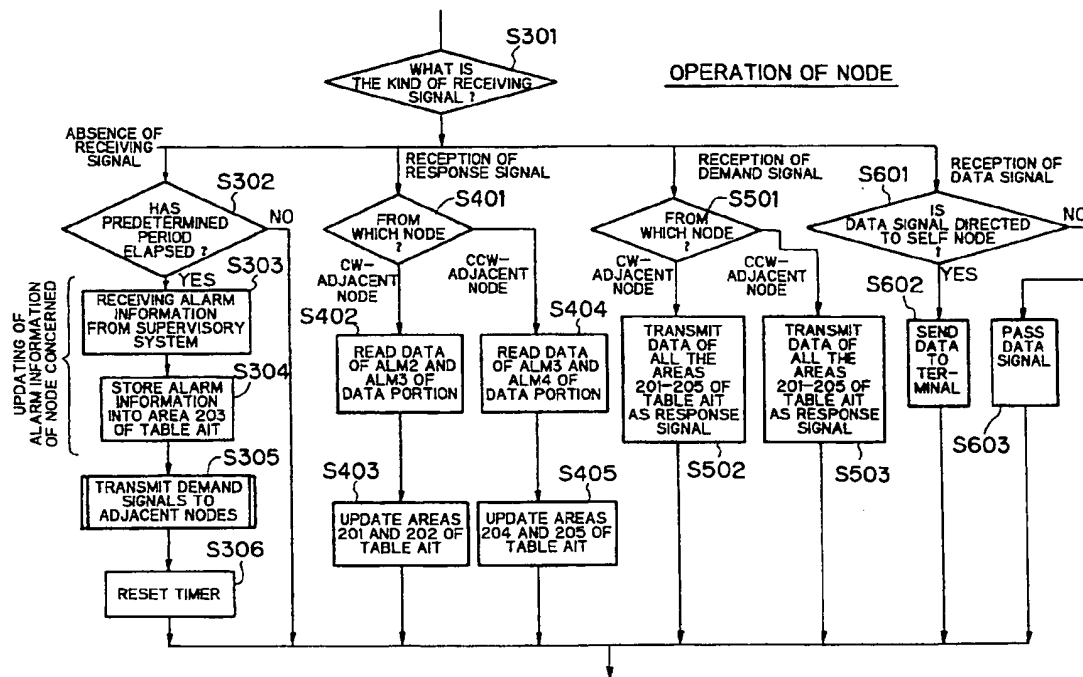 S301
WHAT IS
THE KIND OF RECEIVING
SIGNAL ?
OPERATION OF NODE
ABSENCE OF
RECEIVING
SIGNAL
RECEPTION OF
RESPONSE SIGNAL
RECEPTION OF
DEMAND SIGNAL
RECEPTION OF
DATA SIGNAL
S302
HAS
PREDETERMINED
PERIOD
ELAPSED ?
NO
YES
S401
FROM
WHICH NODE
?
CW-
ADJACENT
NODE
CCW-
ADJACENT
NODE
S501
FROM
WHICH NODE
?
CW-
ADJACENT
NODE
CCW-
ADJACENT
NODE
S601
IS
DATA SIGNAL DIRECTED
TO SELF NODE
?
NO
YES
UPDATING OF
ALARM INFORMATION
OF NODE CONCERNED
S303
RECEIVING ALARM
INFORMATION
FROM SUPERVISORY
SYSTEM
S304
STORE ALARM
INFORMATION
INTO AREA 203
OF TABLE AIT
S305
TRANSMIT DEMAND
SIGNALS TO
ADJACENT NODES
S306
RESET TIMER
S402
READ DATA
OF ALM2 AND
ALM3 OF
DATA PORTION
S403
UPDATE AREAS
201 AND 202 OF
TABLE AIT
S404
READ DATA
OF ALM3 AND
ALM4 OF
DATA PORTION
S405
UPDATE AREAS
204 AND 205 OF
TABLE AIT
TRANSMIT
DATA OF
ALL THE
AREAS
201-205 OF
TABLE AIT
AS RESPONSE
SIGNAL
S502
TRANSMIT
DATA OF
ALL THE
AREAS
201-205 OF
TABLE AIT
AS RESPONSE
SIGNAL
S503
S602
SEND
DATA TO
TER-
MINAL
PASS
DATA
SIGNAL
S603